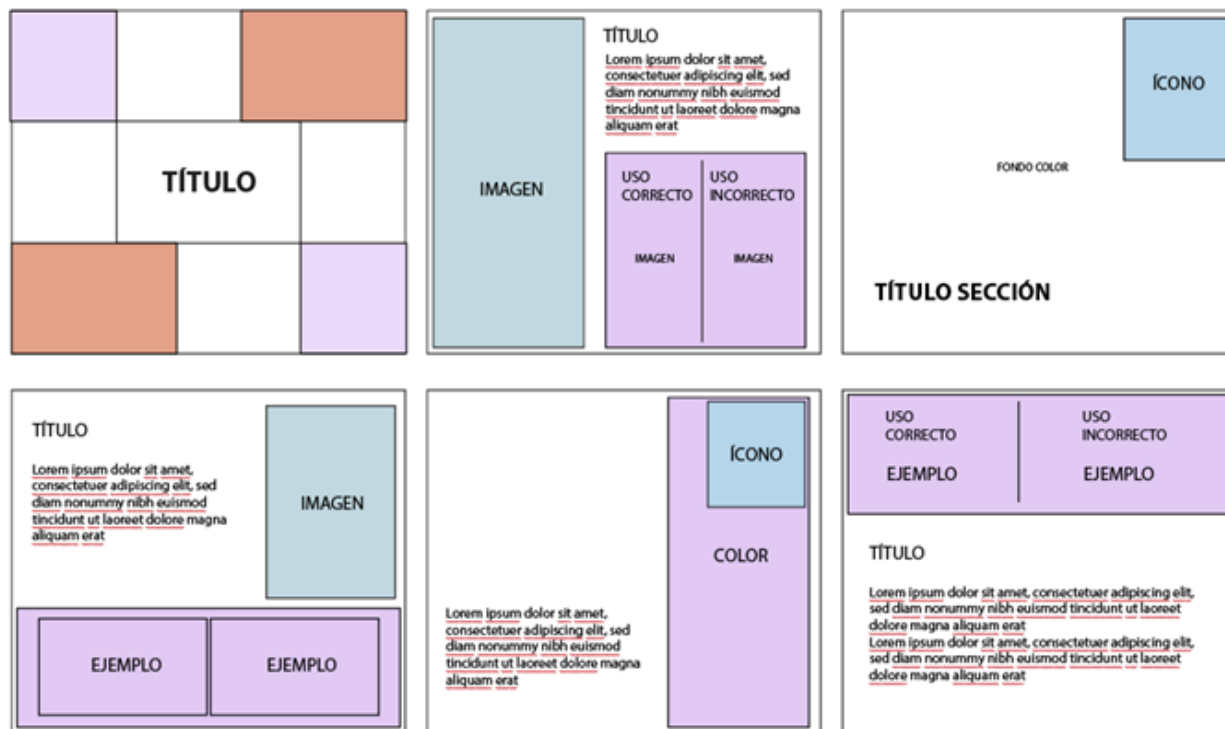 TÍTULO
IMAGEN
TÍTULO
Lorem ipsum dolor sit amet,
consectetuer adipiscing elit, sed
diam nonummy nibh euismod
tincidunt ut laoreet dolore magna
aliquam erat
USO
CORRECTO
IMAGEN
USO
INCORRECTO
IMAGEN
ÍCONO
FONDO COLOR
TÍTULO SECCIÓN
TÍTULO
Lorem ipsum dolor sit amet,
consectetuer adipiscing elit, sed
diam nonummy nibh euismod
tincidunt ut laoreet dolore magna
aliquam erat
IMAGEN
EJEMPLO
EJEMPLO
ÍCONO
COLOR
Lorem ipsum dolor sit amet,
consectetuer adipiscing elit, sed
diam nonummy nibh euismod
tincidunt ut laoreet dolore magna
aliquam erat
USO
CORRECTO
EJEMPLO
USO
INCORRECTO
EJEMPLO
TÍTULO
Lorem ipsum dolor sit amet, consectetuer adipiscing elit,
sed diam nonummy nibh euismod tincidunt ut laoreet
dolore magna aliquam erat
Lorem ipsum dolor sit amet, consectetuer adipiscing elit,
sed diam nonummy nibh euismod tincidunt ut laoreet
dolore magna aliquam erat